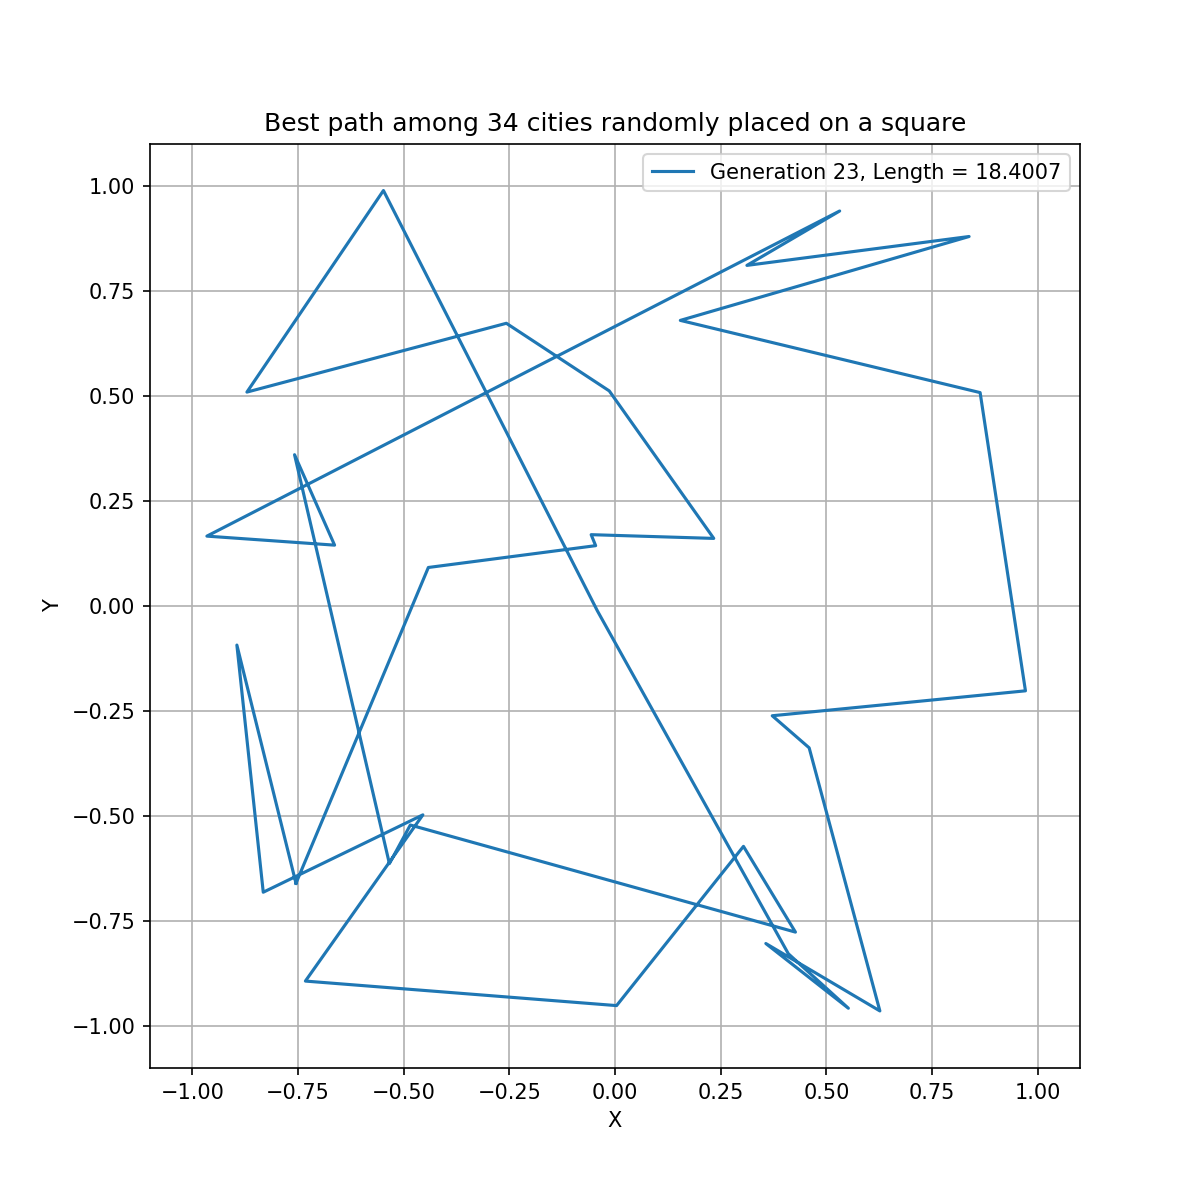 Best path among 34 cities randomly placed on a square
Generation 23, Length = 18.4007
1.00
0.75
0.50
0.25
0.00
−0.25
−0.50
−0.75
−1.00
Y
−1.00 −0.75 −0.50 −0.25 0.00 0.25 0.50 0.75 1.00
X